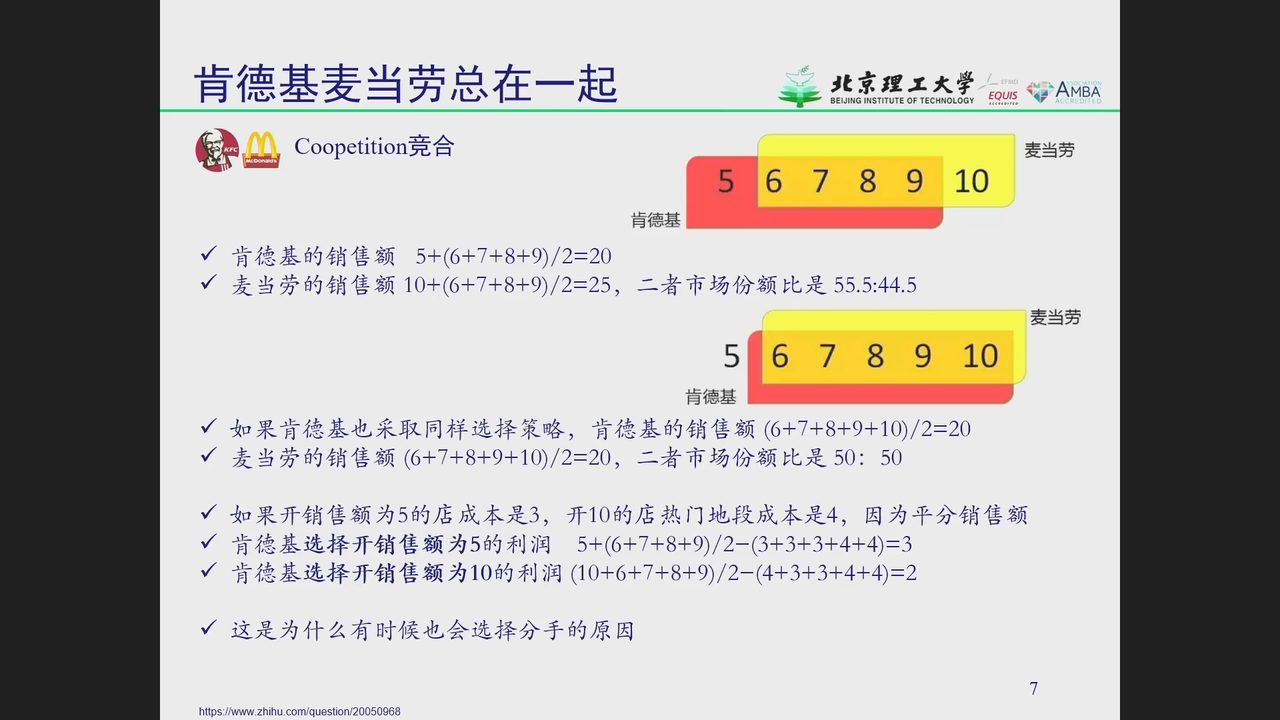 肯德基麦当劳总在一起
北京理工大学
BEIJING INSTITUTE OF TECHNOLOGY
EFMD
EQUIS
ACCREDITED
ASSOCIATION
AMBA
ACCREDITED
KFC
McDonald's
Coopetition竞合
麦当劳
5 6 7 8 9 10
肯德基
✓ 肯德基的销售额 5+(6+7+8+9)/2=20
✓ 麦当劳的销售额 10+(6+7+8+9)/2=25，二者市场份额比是 55.5:44.5
麦当劳
5 6 7 8 9 10
肯德基
✓ 如果肯德基也采取同样选择策略，肯德基的销售额 (6+7+8+9+10)/2=20
✓ 麦当劳的销售额 (6+7+8+9+10)/2=20，二者市场份额比是 50：50
✓ 如果开销售额为5的店成本是3，开10的店热门地段成本是4，因为平分销售额
✓ 肯德基选择开销售额为5的利润 5+(6+7+8+9)/2-(3+3+3+4+4)=3
✓ 肯德基选择开销售额为10的利润 (10+6+7+8+9)/2-(4+3+3+4+4)=2
✓ 这是为什么有时候也会选择分手的原因
7
https://www.zhihu.com/question/20050968